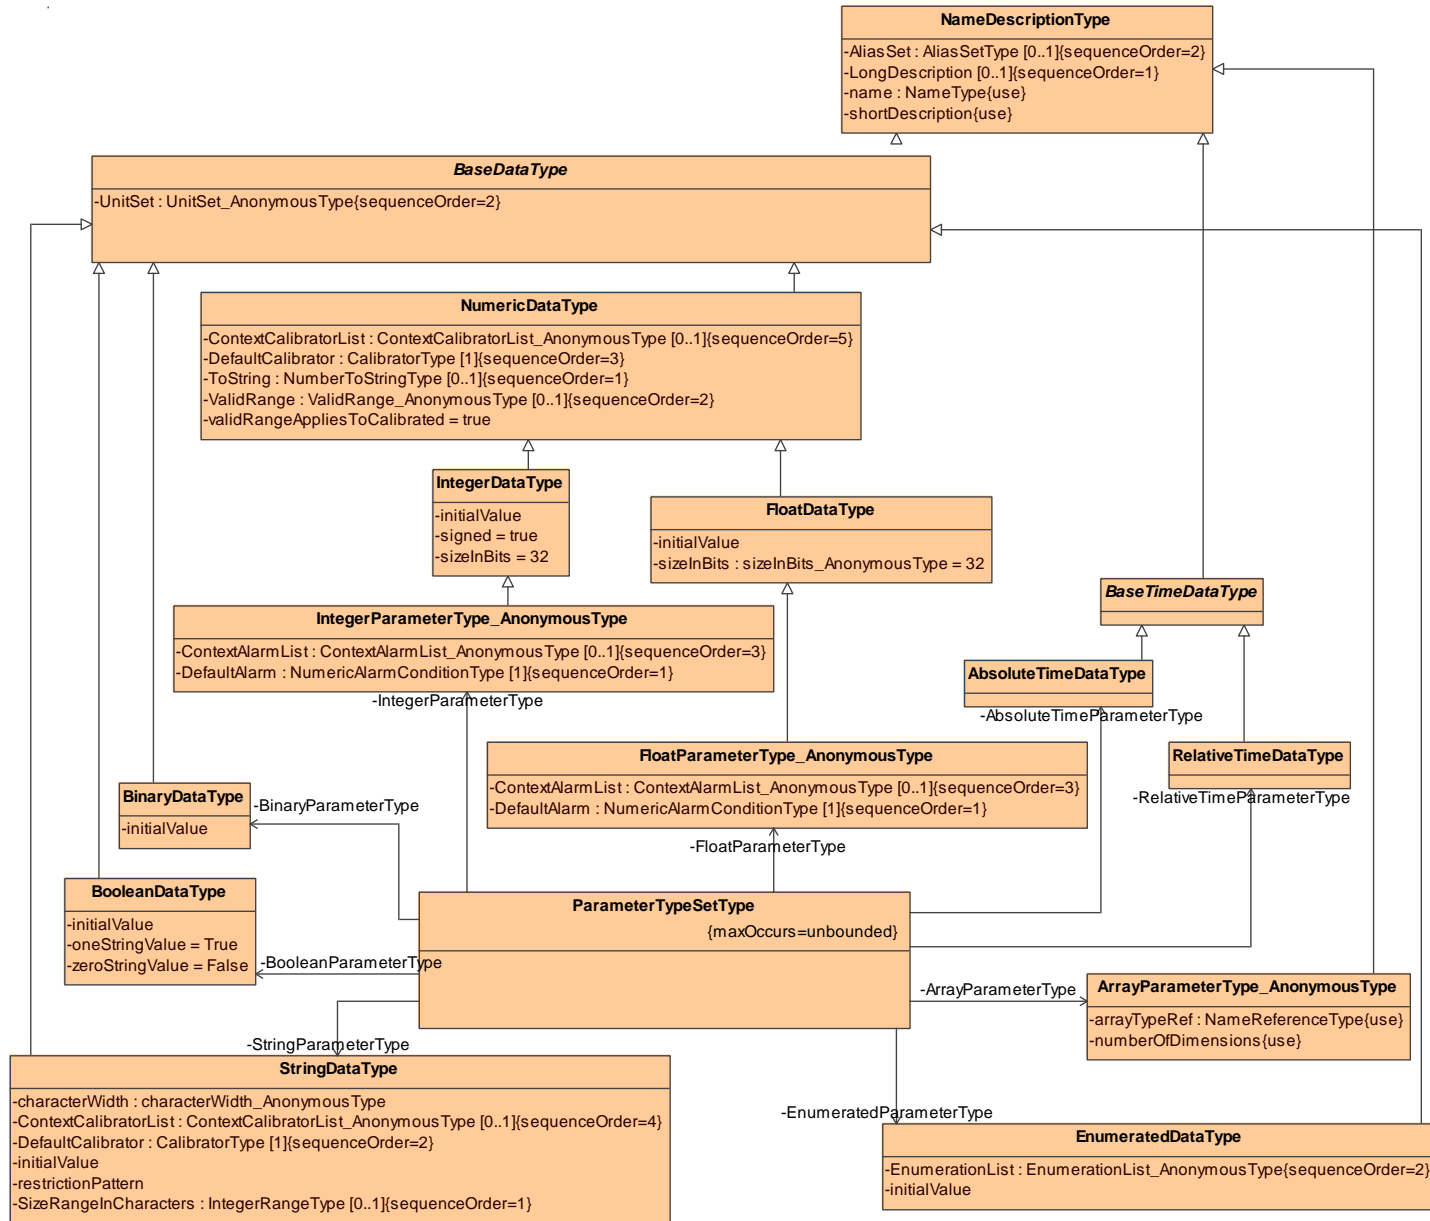 NameDescriptionType
-AliasSet : AliasSetType [0..1]{sequenceOrder=2}
-LongDescription [0..1]{sequenceOrder=1}
-name : NameType{use}
-shortDescription{use}
BaseDataType
-UnitSet : UnitSet_AnonymousType{sequenceOrder=2}
NumericDataType
-ContextCalibratorList : ContextCalibratorList_AnonymousType [0..1]{sequenceOrder=5}
-DefaultCalibrator : CalibratorType [1]{sequenceOrder=3}
-ToString : NumberToStringType [0..1]{sequenceOrder=1}
-ValidRange : ValidRange_AnonymousType [0..1]{sequenceOrder=2}
-validRangeAppliesToCalibrated = true
IntegerDataType
-initialValue
-signed = true
-sizeInBits = 32
FloatDataType
-initialValue
-sizeInBits : sizeInBits_AnonymousType = 32
BaseTimeDataType
IntegerParameterType_AnonymousType
-ContextAlarmList : ContextAlarmList_AnonymousType [0..1]{sequenceOrder=3}
-DefaultAlarm : NumericAlarmConditionType [1]{sequenceOrder=1}
-IntegerParameterType
AbsoluteTimeDataType
-AbsoluteTimeParameterType
FloatParameterType_AnonymousType
-ContextAlarmList : ContextAlarmList_AnonymousType [0..1]{sequenceOrder=3}
-DefaultAlarm : NumericAlarmConditionType [1]{sequenceOrder=1}
-FloatParameterType
RelativeTimeDataType
-RelativeTimeParameterType
BinaryDataType
-initialValue
-BinaryParameterType
BooleanDataType
-initialValue
-oneStringValue = True
-zeroStringValue = False
-BooleanParameterType
ParameterTypeSetType
{maxOccurs=unbounded}
-ArrayParameterType
ArrayParameterType_AnonymousType
-arrayTypeRef : NameReferenceType{use}
-numberOfDimensions{use}
-StringParameterType
StringDataType
-characterWidth : characterWidth_AnonymousType
-ContextCalibratorList : ContextCalibratorList_AnonymousType [0..1]{sequenceOrder=4}
-DefaultCalibrator : CalibratorType [1]{sequenceOrder=2}
-initialValue
-restrictionPattern
-SizeRangeInCharacters : IntegerRangeType [0..1]{sequenceOrder=1}
-EnumeratedParameterType
EnumeratedDataType
-EnumerationList : EnumerationList_AnonymousType{sequenceOrder=2}
-initialValue